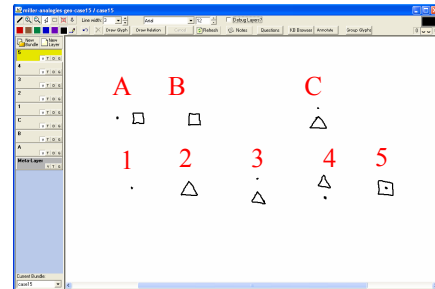 miller-analogies-geo-case15 / case15
Line width: 3 Arial 12 Debug Layers?
Draw Glyph Draw Relation Refresh Notes Questions KB Browser Annotate Group Glyphs
New Bundle New Layer
5
4
3
2
1
C
B
A
Meta-Layer
A B C
1 2 3 4 5
Current Bundle:
case15